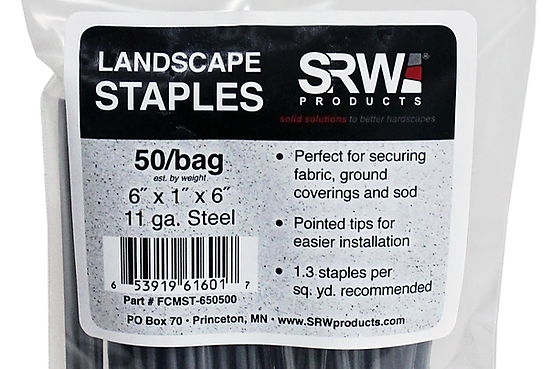 LANDSCAPE
STAPLES
SRW®
PRODUCTS
solid solutions to better hardscapes
50/bag
est. by weight
6″ x 1″ x 6″
11 ga. Steel
6 53919 61601 7
Part # FCMST-650500
• Perfect for securing
fabric, ground
coverings and sod
• Pointed tips for
easier installation
• 1.3 staples per
sq. yd. recommended
PO Box 70 • Princeton, MN • www.SRWproducts.com